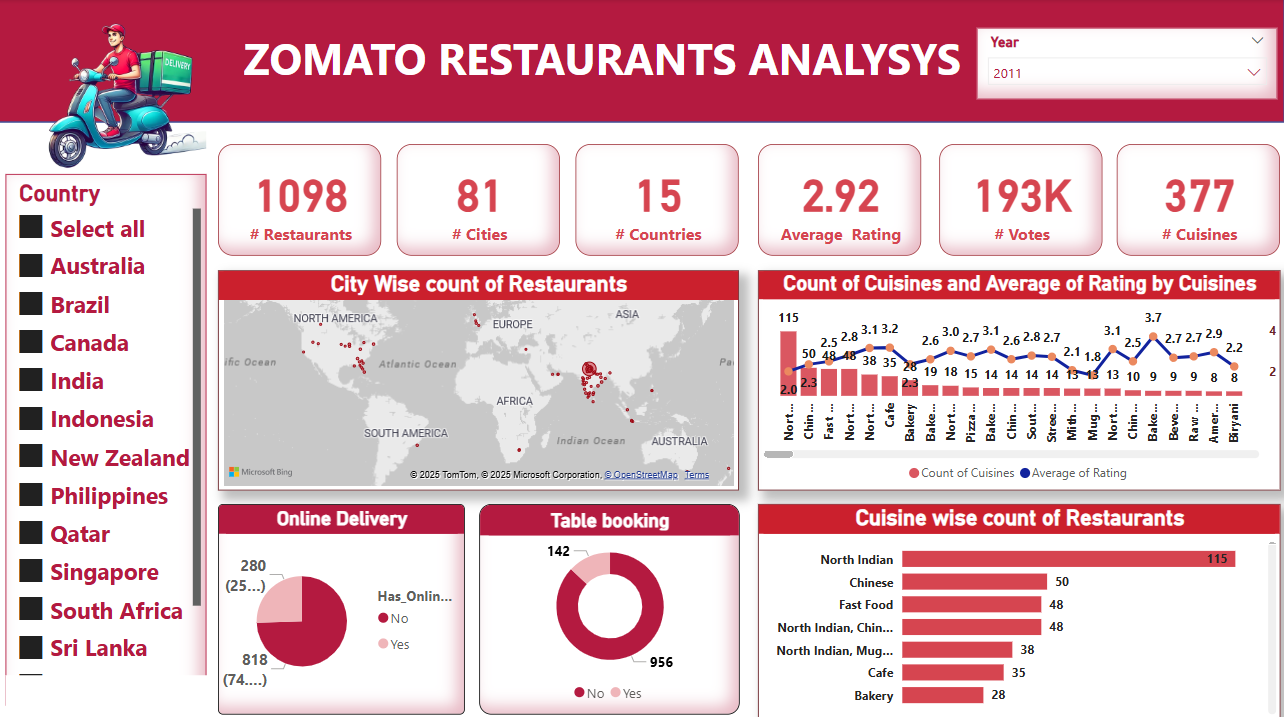 ZOMATO RESTAURANTS ANALYSYS
Year
2011
DELIVERY
Country
Select all
Australia
Brazil
Canada
India
Indonesia
New Zealand
Philippines
Qatar
Singapore
South Africa
Sri Lanka
1098
# Restaurants
81
# Cities
15
# Countries
2.92
Average Rating
193K
# Votes
377
# Cuisines
City Wise count of Restaurants
NORTH AMERICA
EUROPE
ASIA
ific Ocean
Atlantic Ocean
Pa
AFRICA
SOUTH AMERICA
Indian Ocean
AUSTRALIA
Microsoft Bing
© 2025 TomTom, © 2025 Microsoft Corporation, © OpenStreetMap Terms
Count of Cuisines and Average of Rating by Cuisines
115 50 48 48 38 35 28 19 18 15 14 14 14 14 13 13 13 10 9 9 9 8 8
2.0 2.3 2.5 2.8 3.1 3.2 2.3 2.6 3.0 2.7 3.1 2.6 2.8 2.7 2.1 1.8 3.1 2.5 3.7 2.7 2.7 2.9 2.2
4
2
Nort...
Chin...
Fast ...
Nort...
Nort...
Cafe
Bakery
Bake...
Nort...
Pizza...
Bake...
Chin...
Sout...
Stree...
Mith...
Mug...
Nort...
Chin...
Bake...
Beve...
Raw ...
Amer...
Biryani
Count of Cuisines Average of Rating
Online Delivery
280
(25....)
818
(74....)
Has_Onlin...
No
Yes
Table booking
142
956
No Yes
Cuisine wise count of Restaurants
North Indian 115
Chinese 50
Fast Food 48
North Indian, Chin... 48
North Indian, Mug... 38
Cafe 35
Bakery 28